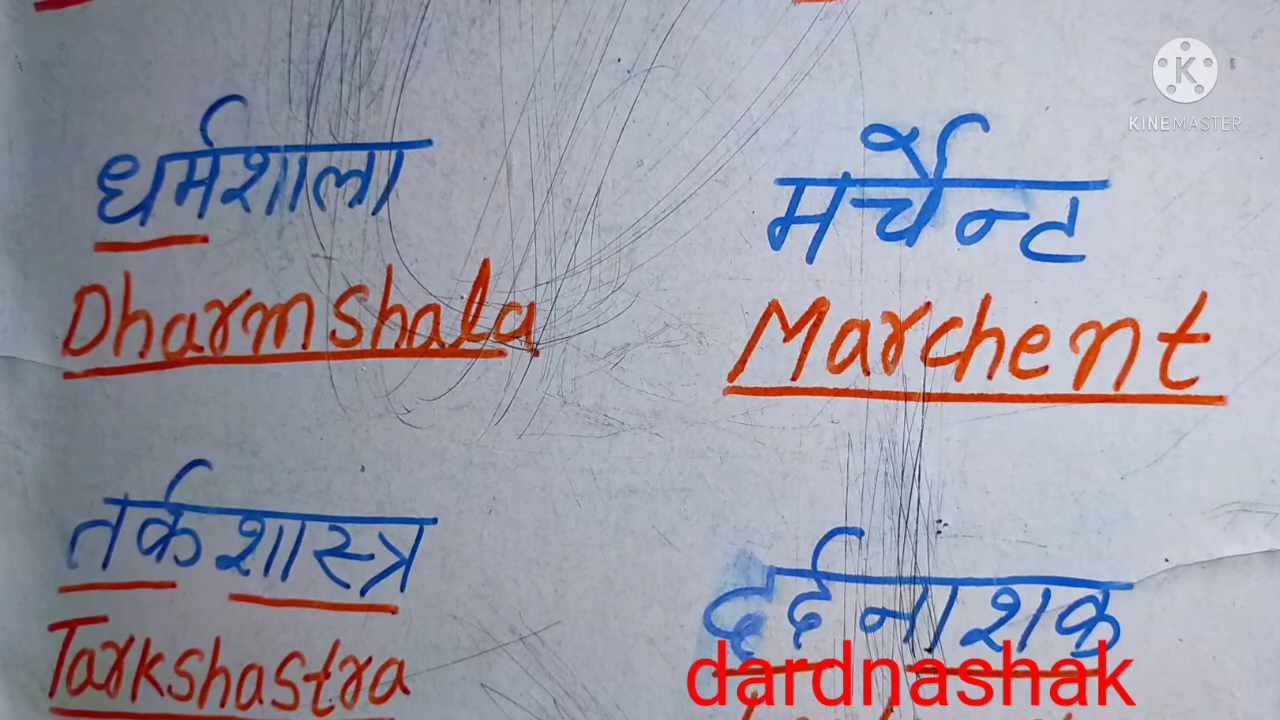 KINEMASTER
धर्मशाला
मर्चेन्ट
Dharmshala
Marchent
तर्कशास्त्र
दर्दनाशक
Tarkshastra
dardnashak